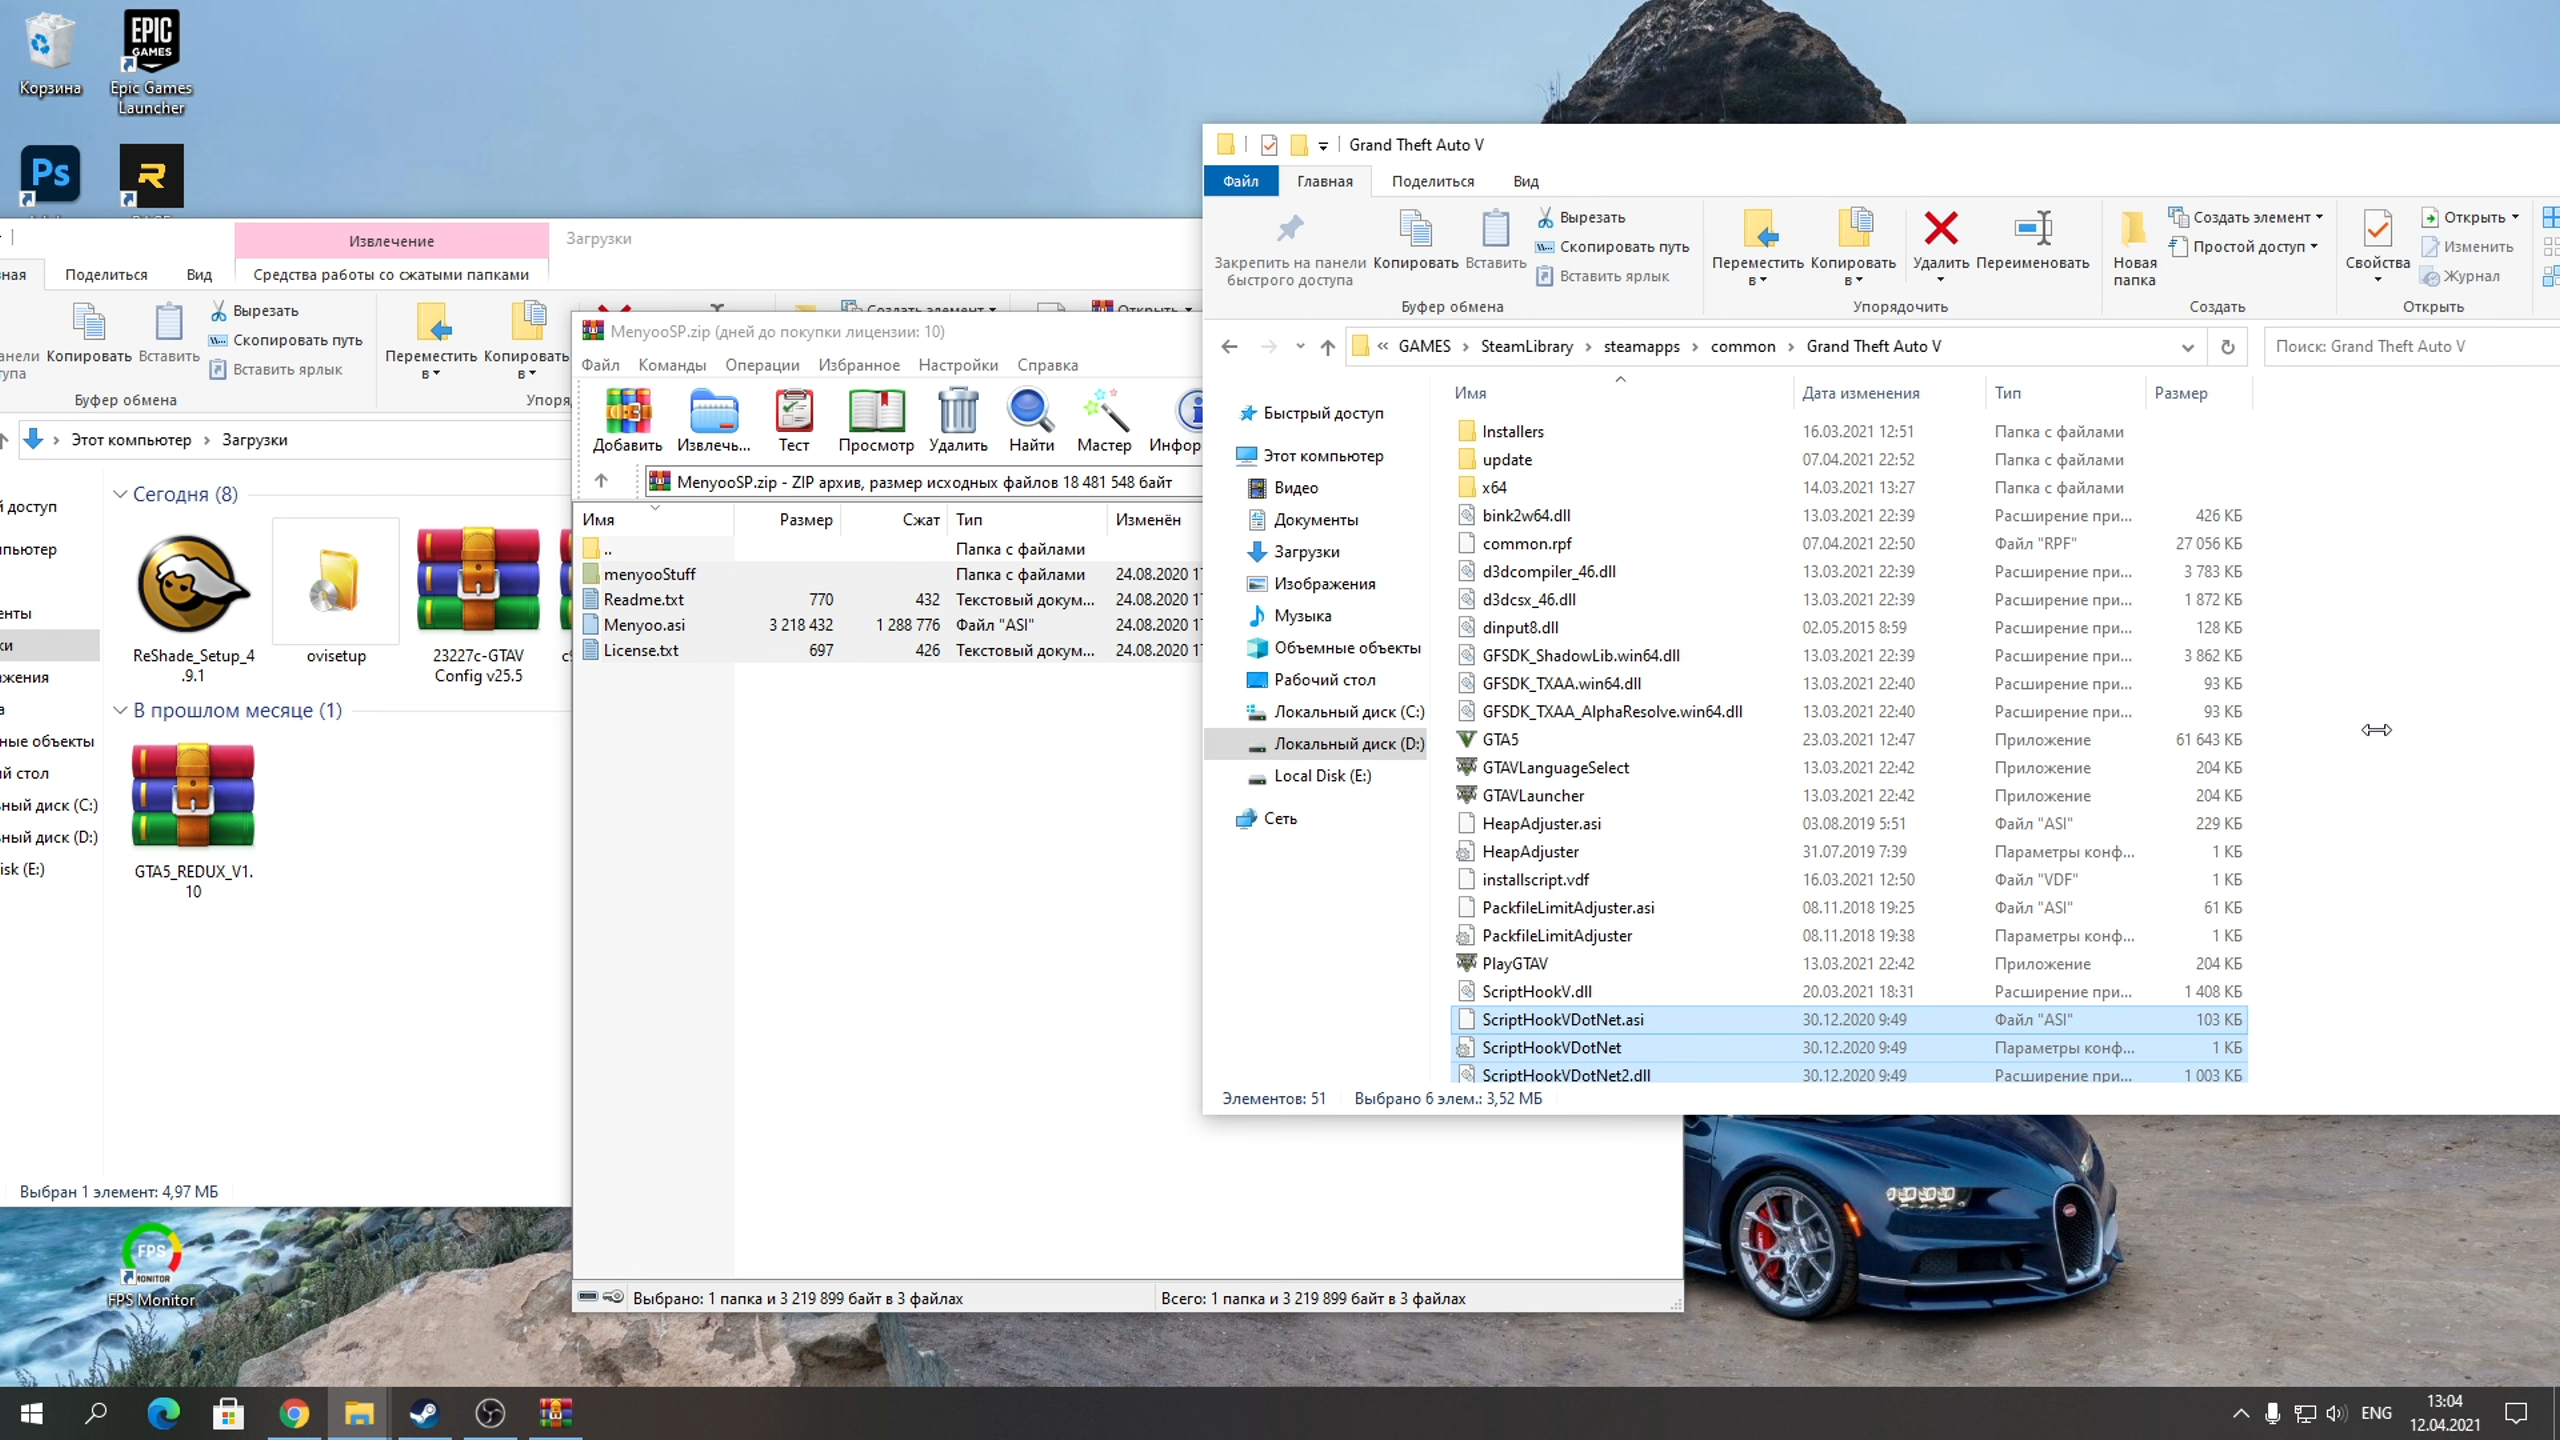 Корзина
EPIC GAMES
Epic Games Launcher
Ps
Извлечение
Загрузки
Поделиться
Вид
Средства работы со сжатыми папками
Копировать
Вставить
Вырезать
Скопировать путь
Вставить ярлык
Переместить в
Копировать в
Буфер обмена
Этот компьютер
Загрузки
Сегодня (8)
ReShade_Setup_4.9.1
ovisetup
23227c-GTAV Config v25.5
В прошлом месяце (1)
GTA5_REDUX_V1.10
Выбран 1 элемент: 4,97 МБ
FPS
MONITOR
FPS Monitor
MenyooSP.zip (дней до покупки лицензии: 10)
Файл Команды Операции Избранное Настройки Справка
Добавить Извлечь... Тест Просмотр Удалить Найти Мастер
MenyooSP.zip - ZIP архив, размер исходных файлов 18 481 548 байт
Имя Размер Сжат Тип Изменён
.. Папка с файлами
menyooStuff Папка с файлами 24.08.2020
Readme.txt 770 432 Текстовый докум... 24.08.2020
Menyoo.asi 3 218 432 1 288 776 Файл "ASI" 24.08.2020
License.txt 697 426 Текстовый докум... 24.08.2020
Выбрано: 1 папка и 3 219 899 байт в 3 файлах
Всего: 1 папка и 3 219 899 байт в 3 файлах
Grand Theft Auto V
Файл Главная Поделиться Вид
Закрепить на панели быстрого доступа
Копировать
Вставить
Вырезать
Скопировать путь
Вставить ярлык
Переместить в
Копировать в
Удалить
Переименовать
Новая папка
Создать элемент
Простой доступ
Свойства
Открыть
Изменить
Журнал
Буфер обмена Упорядочить Создать Открыть
« GAMES › SteamLibrary › steamapps › common › Grand Theft Auto V
Поиск: Grand Theft Auto V
Быстрый доступ
Этот компьютер
Видео
Документы
Загрузки
Изображения
Музыка
Объемные объекты
Рабочий стол
Локальный диск (C:)
Локальный диск (D:)
Local Disk (E:)
Сеть
Имя Дата изменения Тип Размер
Installers 16.03.2021 12:51 Папка с файлами
update 07.04.2021 22:52 Папка с файлами
x64 14.03.2021 13:27 Папка с файлами
bink2w64.dll 13.03.2021 22:39 Расширение при... 426 КБ
common.rpf 07.04.2021 22:50 Файл "RPF" 27 056 КБ
d3dcompiler_46.dll 13.03.2021 22:39 Расширение при... 3 783 КБ
d3dcsx_46.dll 13.03.2021 22:39 Расширение при... 1 872 КБ
dinput8.dll 02.05.2015 8:59 Расширение при... 128 КБ
GFSDK_ShadowLib.win64.dll 13.03.2021 22:39 Расширение при... 3 862 КБ
GFSDK_TXAA.win64.dll 13.03.2021 22:40 Расширение при... 93 КБ
GFSDK_TXAA_AlphaResolve.win64.dll 13.03.2021 22:40 Расширение при... 93 КБ
GTA5 23.03.2021 12:47 Приложение 61 643 КБ
GTAVLanguageSelect 13.03.2021 22:42 Приложение 204 КБ
GTAVLauncher 13.03.2021 22:42 Приложение 204 КБ
HeapAdjuster.asi 03.08.2019 5:51 Файл "ASI" 229 КБ
HeapAdjuster 31.07.2019 7:39 Параметры конф... 1 КБ
installscript.vdf 16.03.2021 12:50 Файл "VDF" 1 КБ
PackfileLimitAdjuster.asi 08.11.2018 19:25 Файл "ASI" 61 КБ
PackfileLimitAdjuster 08.11.2018 19:38 Параметры конф... 1 КБ
PlayGTAV 13.03.2021 22:42 Приложение 204 КБ
ScriptHookV.dll 20.03.2021 18:31 Расширение при... 1 408 КБ
ScriptHookVDotNet.asi 30.12.2020 9:49 Файл "ASI" 103 КБ
ScriptHookVDotNet 30.12.2020 9:49 Параметры конф... 1 КБ
ScriptHookVDotNet2.dll 30.12.2020 9:49 Расширение при... 1 003 КБ
Элементов: 51 Выбрано 6 элем.: 3,52 МБ
ENG
13:04
12.04.2021